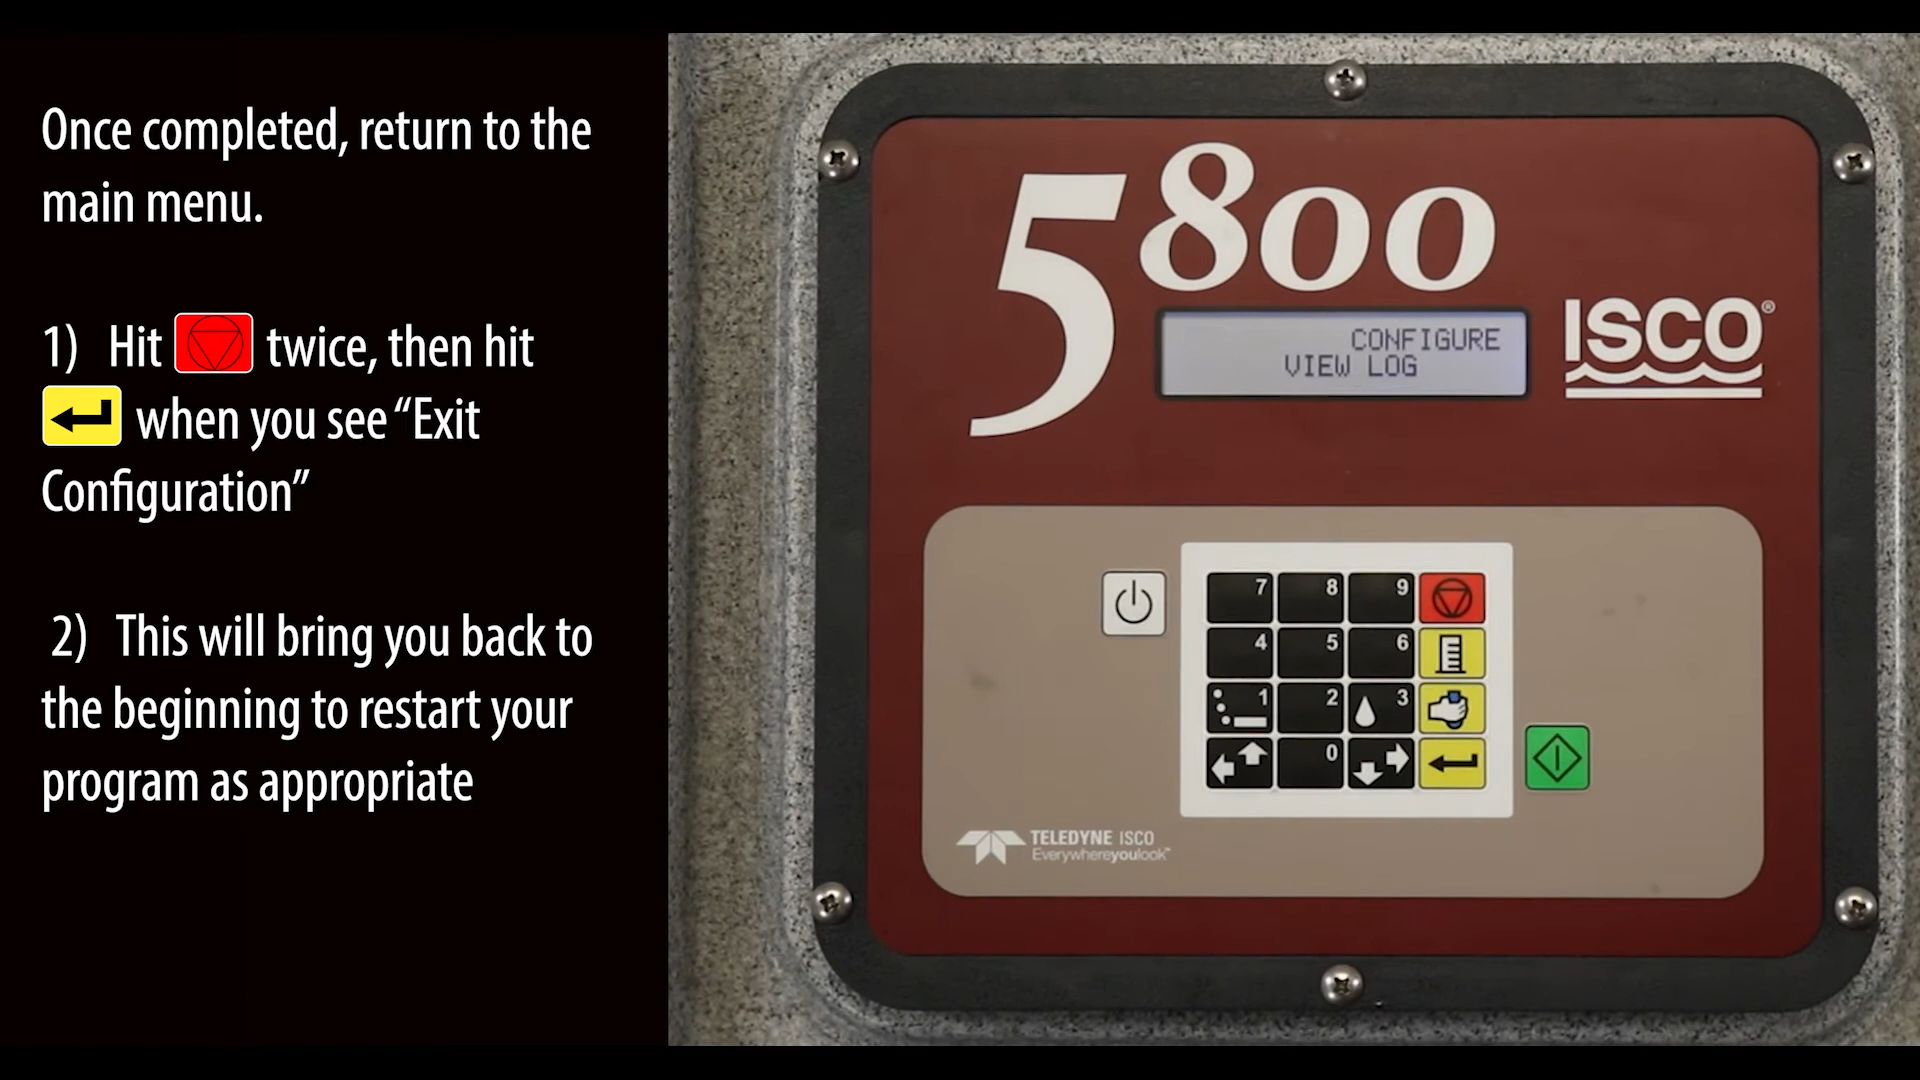 Once completed, return to the
main menu.
1) Hit twice, then hit
when you see “Exit
Configuration”
2) This will bring you back to
the beginning to restart your
program as appropriate
5800
ISCO®
CONFIGURE
VIEW LOG
7 8 9
4 5 6
1 2 3
0
TELEDYNE ISCO
Everywhereyoulook™